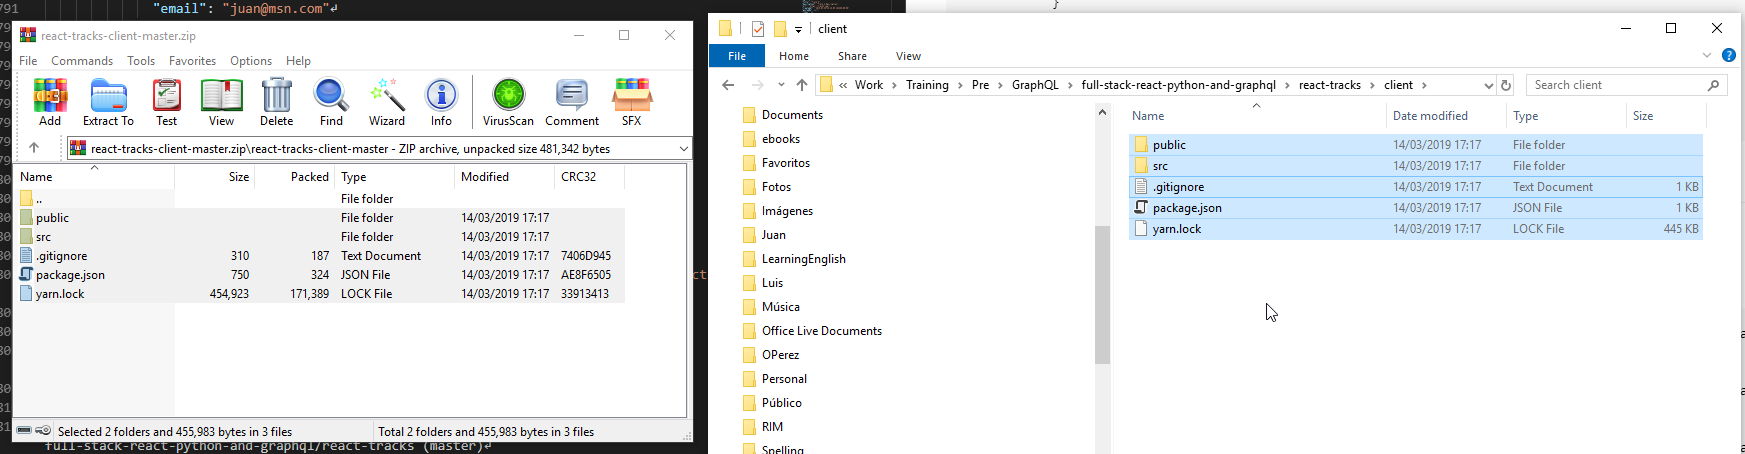 791
"email": "juan@msn.com"↵
}
react-tracks-client-master.zip
File Commands Tools Favorites Options Help
Add Extract To Test View Delete Find Wizard Info VirusScan Comment SFX
react-tracks-client-master.zip\react-tracks-client-master - ZIP archive, unpacked size 481,342 bytes
Name Size Packed Type Modified CRC32
.. File folder
public File folder 14/03/2019 17:17
src File folder 14/03/2019 17:17
.gitignore 310 187 Text Document 14/03/2019 17:17 7406D945
package.json 750 324 JSON File 14/03/2019 17:17 AE8F6505
yarn.lock 454,923 171,389 LOCK File 14/03/2019 17:17 33913413
Selected 2 folders and 455,983 bytes in 3 files Total 2 folders and 455,983 bytes in 3 files
full-stack-react-python-and-graphql/react-tracks (master)↵
client
File Home Share View
« Work › Training › Pre › GraphQL › full-stack-react-python-and-graphql › react-tracks › client ›
Search client
Documents
ebooks
Favoritos
Fotos
Imágenes
Juan
LearningEnglish
Luis
Música
Office Live Documents
OPerez
Personal
Público
RIM
Spelling
Name Date modified Type Size
public 14/03/2019 17:17 File folder
src 14/03/2019 17:17 File folder
.gitignore 14/03/2019 17:17 Text Document 1 KB
package.json 14/03/2019 17:17 JSON File 1 KB
yarn.lock 14/03/2019 17:17 LOCK File 445 KB